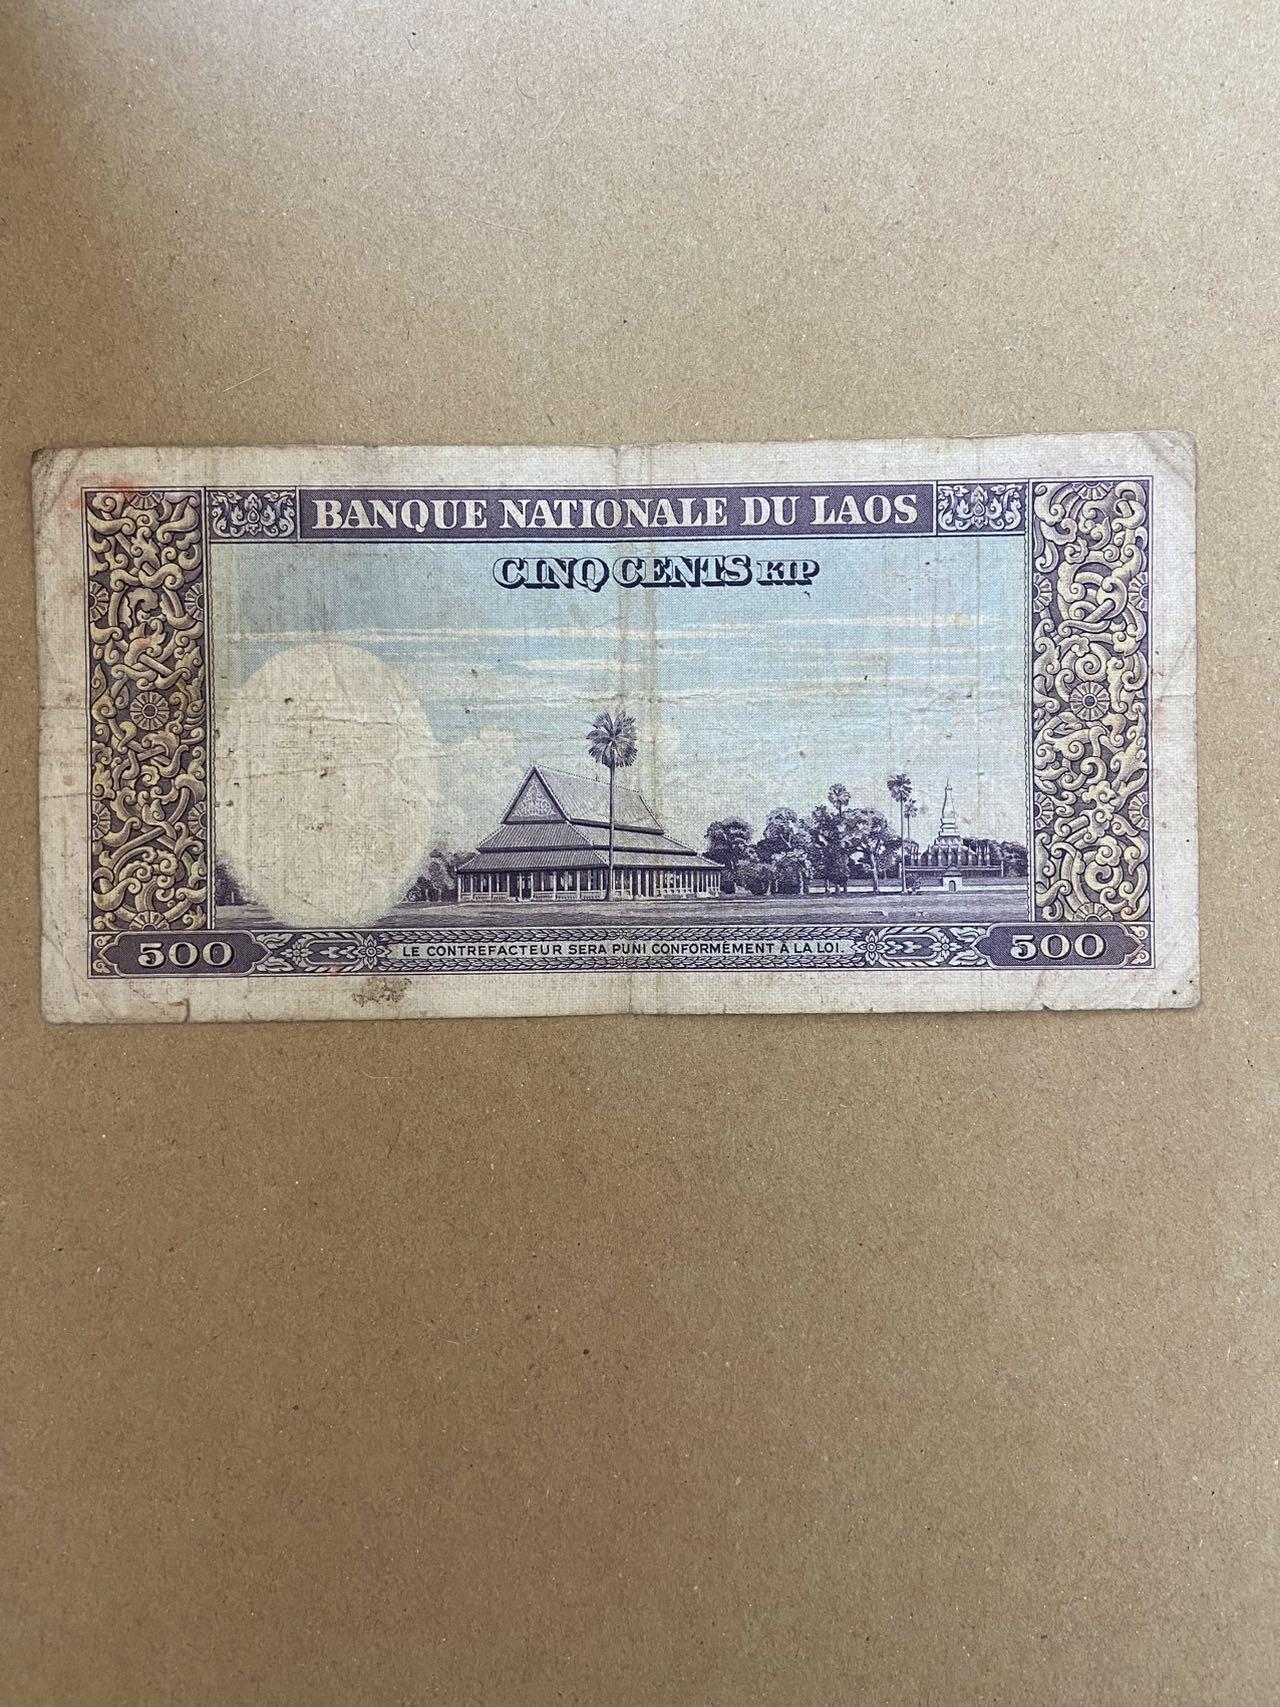 BANQUE NATIONALE DU LAOS
CINQ CENTS KIP
500 LE CONTREFACTEUR SERA PUNI CONFORMÉMENT À LA LOI. 500